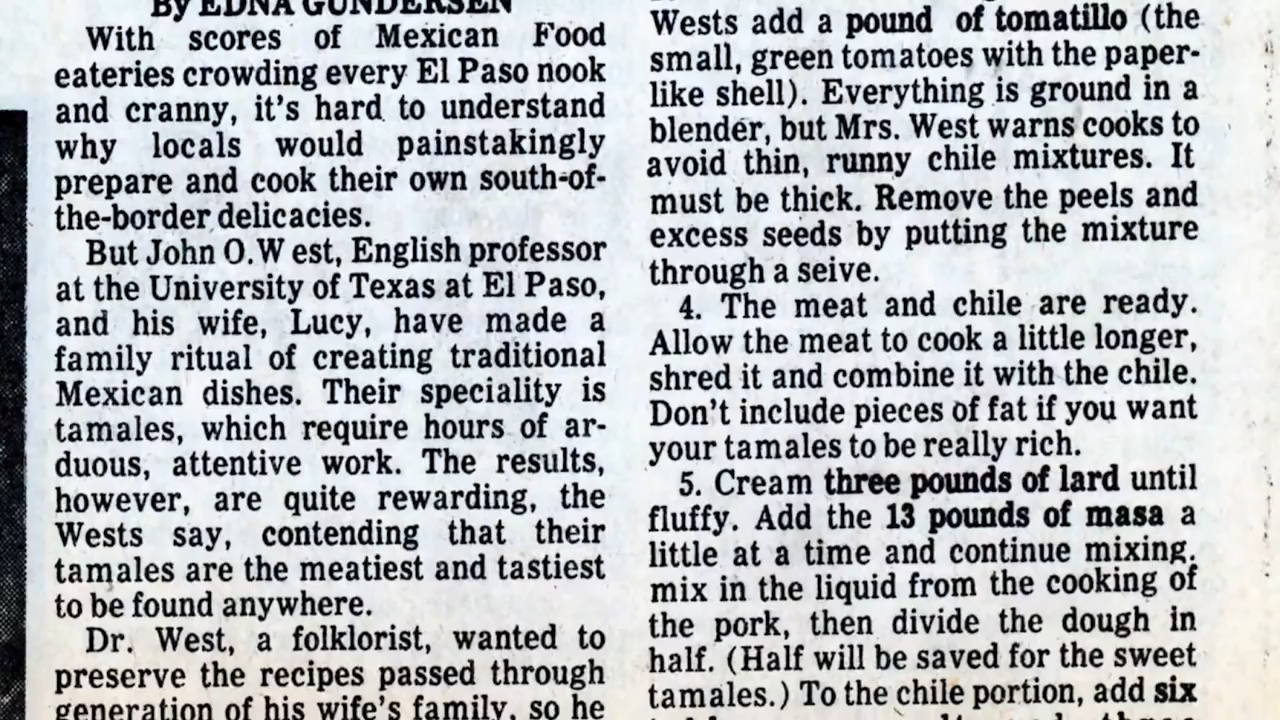 By EDNA GUNDERSEN
With scores of Mexican Food
eateries crowding every El Paso nook
and cranny, it's hard to understand
why locals would painstakingly
prepare and cook their own south-of-
the-border delicacies.
But John O.W est, English professor
at the University of Texas at El Paso,
and his wife, Lucy, have made a
family ritual of creating traditional
Mexican dishes. Their speciality is
tamales, which require hours of ar-
duous, attentive work. The results,
however, are quite rewarding, the
Wests say, contending that their
tamales are the meatiest and tastiest
to be found anywhere.
Dr. West, a folklorist, wanted to
preserve the recipes passed through
generation of his wife's family, so he
Wests add a pound of tomatillo (the
small, green tomatoes with the paper-
like shell). Everything is ground in a
blender, but Mrs. West warns cooks to
avoid thin, runny chile mixtures. It
must be thick. Remove the peels and
excess seeds by putting the mixture
through a seive.
4. The meat and chile are ready.
Allow the meat to cook a little longer,
shred it and combine it with the chile.
Don't include pieces of fat if you want
your tamales to be really rich.
5. Cream three pounds of lard until
fluffy. Add the 13 pounds of masa a
little at a time and continue mixing.
mix in the liquid from the cooking of
the pork, then divide the dough in
half. (Half will be saved for the sweet
tamales.) To the chile portion, add six